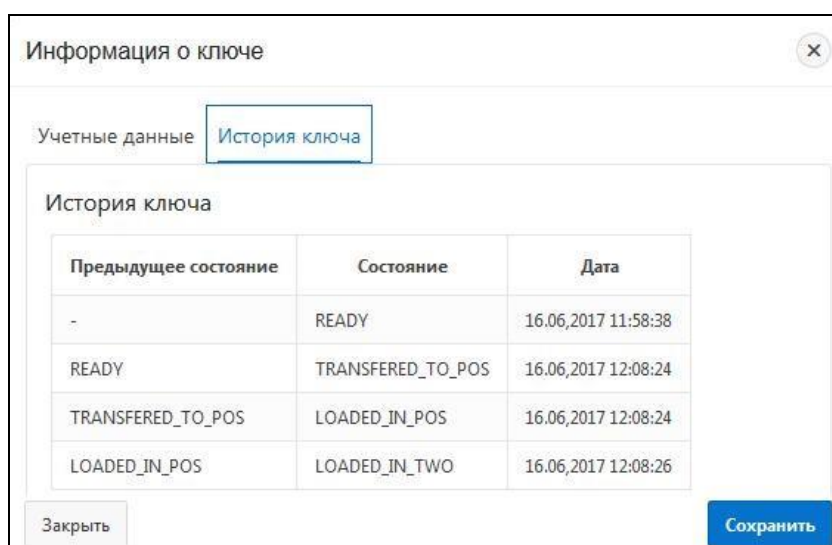 Информация о ключе
Учетные данные История ключа
История ключа
Предыдущее состояние Состояние Дата
- READY 16.06,2017 11:58:38
READY TRANSFERED_TO_POS 16.06,2017 12:08:24
TRANSFERED_TO_POS LOADED_IN_POS 16.06,2017 12:08:24
LOADED_IN_POS LOADED_IN_TWO 16.06,2017 12:08:26
Закрыть Сохранить